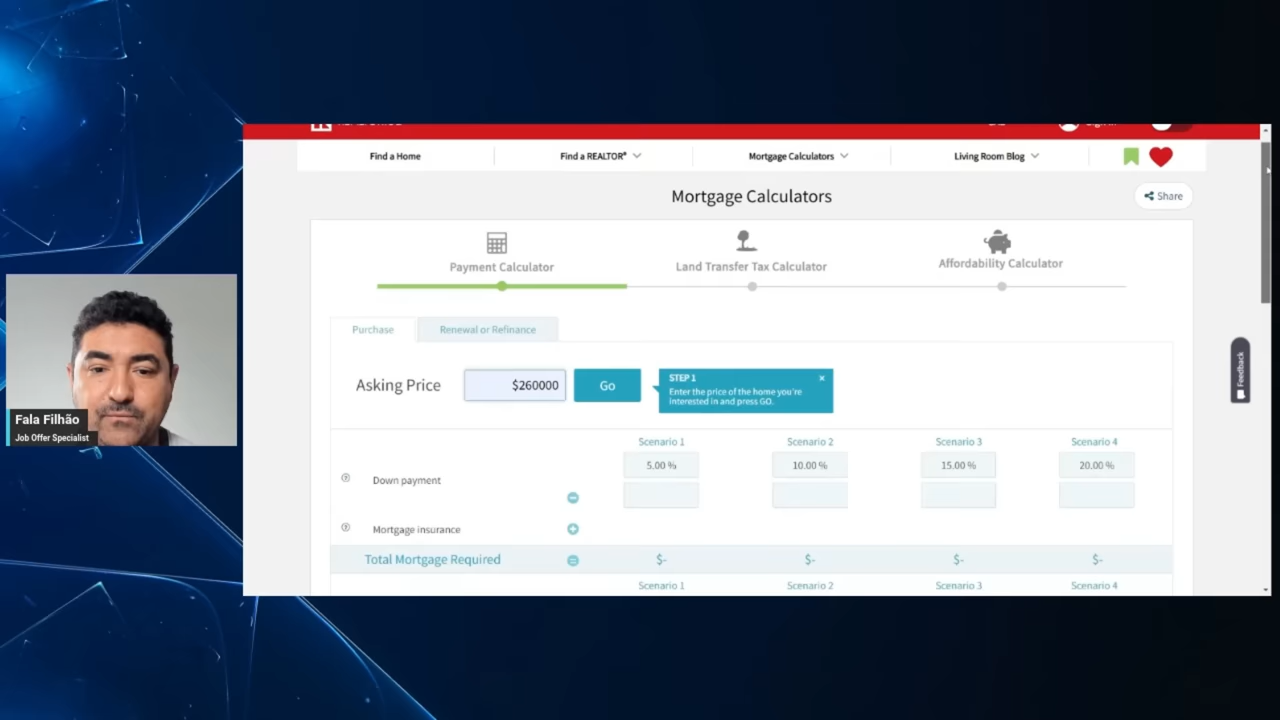 Find a Home
Find a REALTOR®
Mortgage Calculators
Living Room Blog
Mortgage Calculators
Share
Payment Calculator
Land Transfer Tax Calculator
Affordability Calculator
Purchase
Renewal or Refinance
Asking Price
$260000
Go
STEP 1
Enter the price of the home you're
interested in and press GO.
Feedback
Scenario 1
Scenario 2
Scenario 3
Scenario 4
5.00 %
10.00 %
15.00 %
20.00 %
Down payment
Mortgage insurance
Total Mortgage Required
$-
$-
$-
$-
Scenario 1
Scenario 2
Scenario 3
Scenario 4
Fala Filhão
Job Offer Specialist